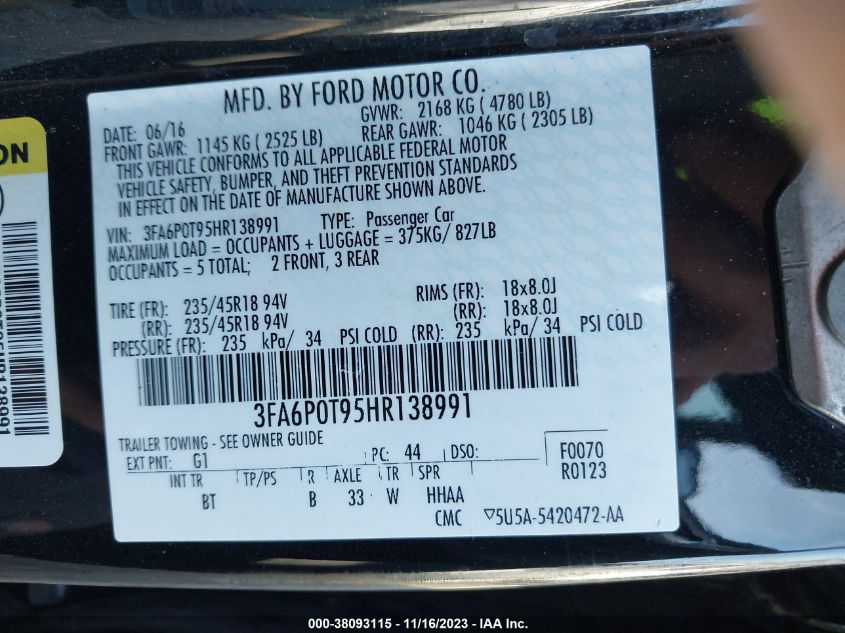 MFD. BY FORD MOTOR CO.
DATE: 06/16 GVWR: 2168 KG ( 4780 LB)
FRONT GAWR: 1145 KG ( 2525 LB) REAR GAWR: 1046 KG ( 2305 LB)
THIS VEHICLE CONFORMS TO ALL APPLICABLE FEDERAL MOTOR
VEHICLE SAFETY, BUMPER, AND THEFT PREVENTION STANDARDS
IN EFFECT ON THE DATE OF MANUFACTURE SHOWN ABOVE.
VIN: 3FA6P0T95HR138991 TYPE: Passenger Car
MAXIMUM LOAD = OCCUPANTS + LUGGAGE = 375KG/ 827LB
OCCUPANTS = 5 TOTAL; 2 FRONT, 3 REAR
TIRE (FR): 235/45R18 94V RIMS (FR): 18x8.0J
(RR): 235/45R18 94V (RR): 18x8.0J
PRESSURE (FR): 235 kPa/ 34 PSI COLD (RR): 235 kPa/ 34 PSI COLD
3FA6P0T95HR138991
TRAILER TOWING - SEE OWNER GUIDE
EXT PNT: G1 PC: 44 DSO: F0070
R0123
INT TR TP/PS R AXLE TR SPR
BT B 33 W HHAA
CMC ▽5U5A-5420472-AA
ON
000-38093115 - 11/16/2023 - IAA Inc.